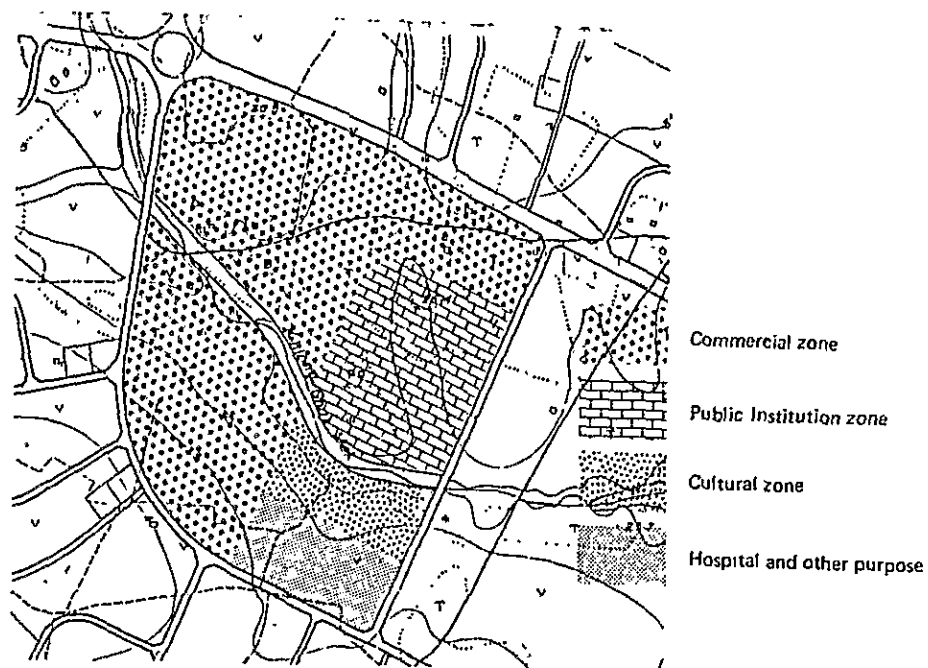 Commercial zone
Public Institution zone
Cultural zone
Hospital and other purpose